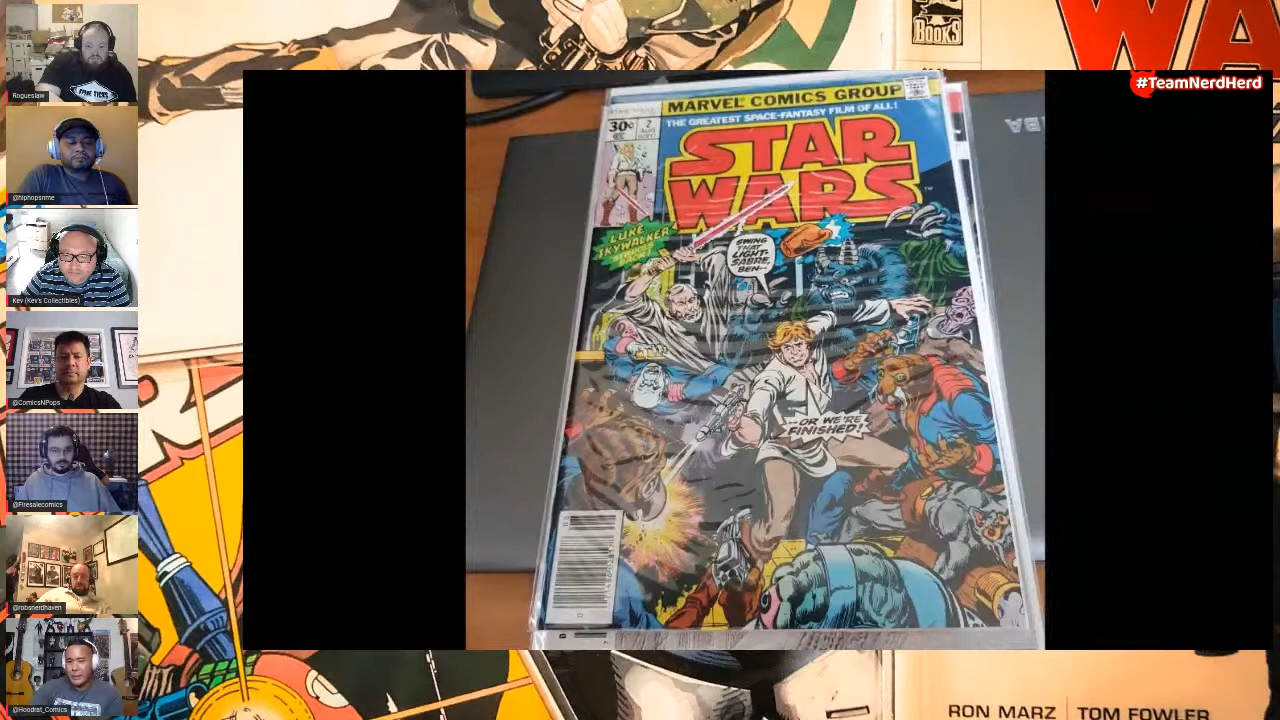 Rogueslaw
@hiphopsnme
Kev (Kev's Collectibles)
@ComicsNPops
@Firesalecomics
@robsnerdhaven
@Hoodrat_Comics
BOOKS
WA
#TeamNerdHerd
MARVEL COMICS GROUP
THE GREATEST SPACE-FANTASY FILM OF ALL!
30¢
2
AUG
STAR
WARS
LUKE
SKYWALKER
SWING
THAT
LIGHT-
SABRE,
BEN--
--OR WE'RE
FINISHED!
RON MARZ
TOM FOWLER